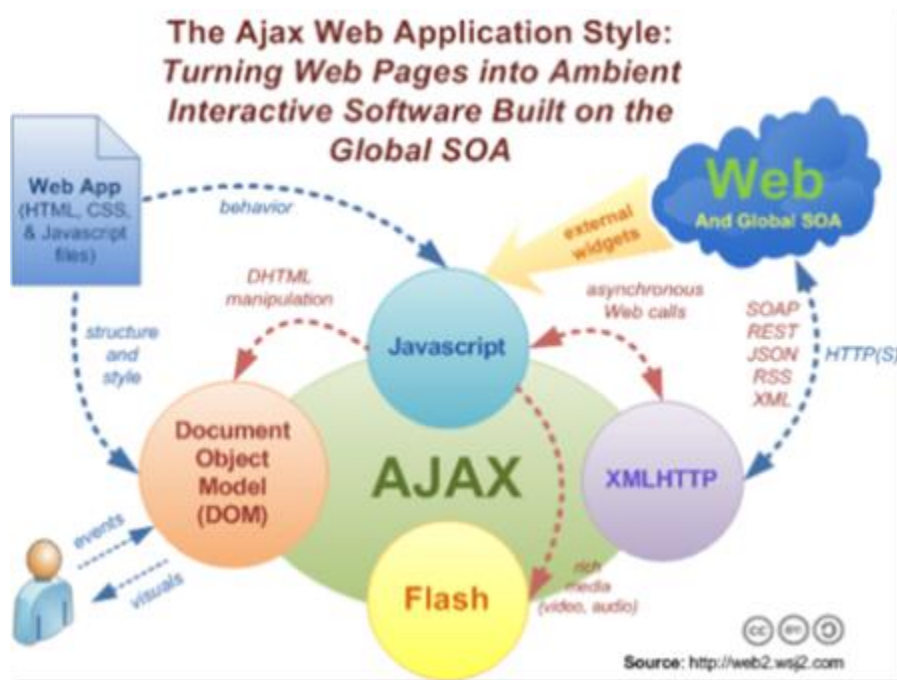 The Ajax Web Application Style:
Turning Web Pages into Ambient
Interactive Software Built on the
Global SOA
Web App
(HTML, CSS,
& Javascript
files)
behavior
Web
And Global SOA
external
widgets
DHTML
manipulation
Javascript
asynchronous
Web calls
SOAP
REST
JSON
RSS
XML
HTTP(S)
structure
and
style
Document
Object
Model
(DOM)
AJAX
XMLHTTP
events
visuals
Flash
rich
media
(video, audio)
cc
Source: http://web2.wsj2.com